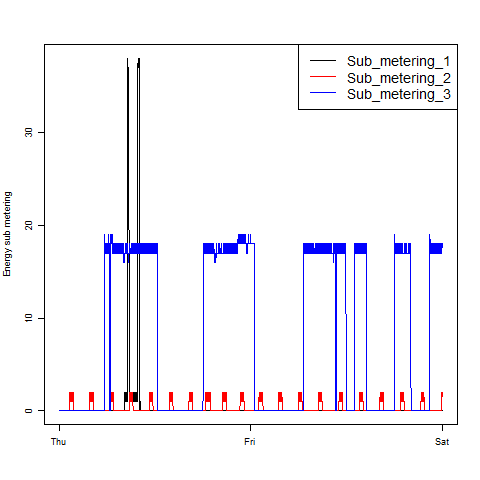 Sub_metering_1
Sub_metering_2
Sub_metering_3
Energy sub metering
30
20
10
0
Thu Fri Sat